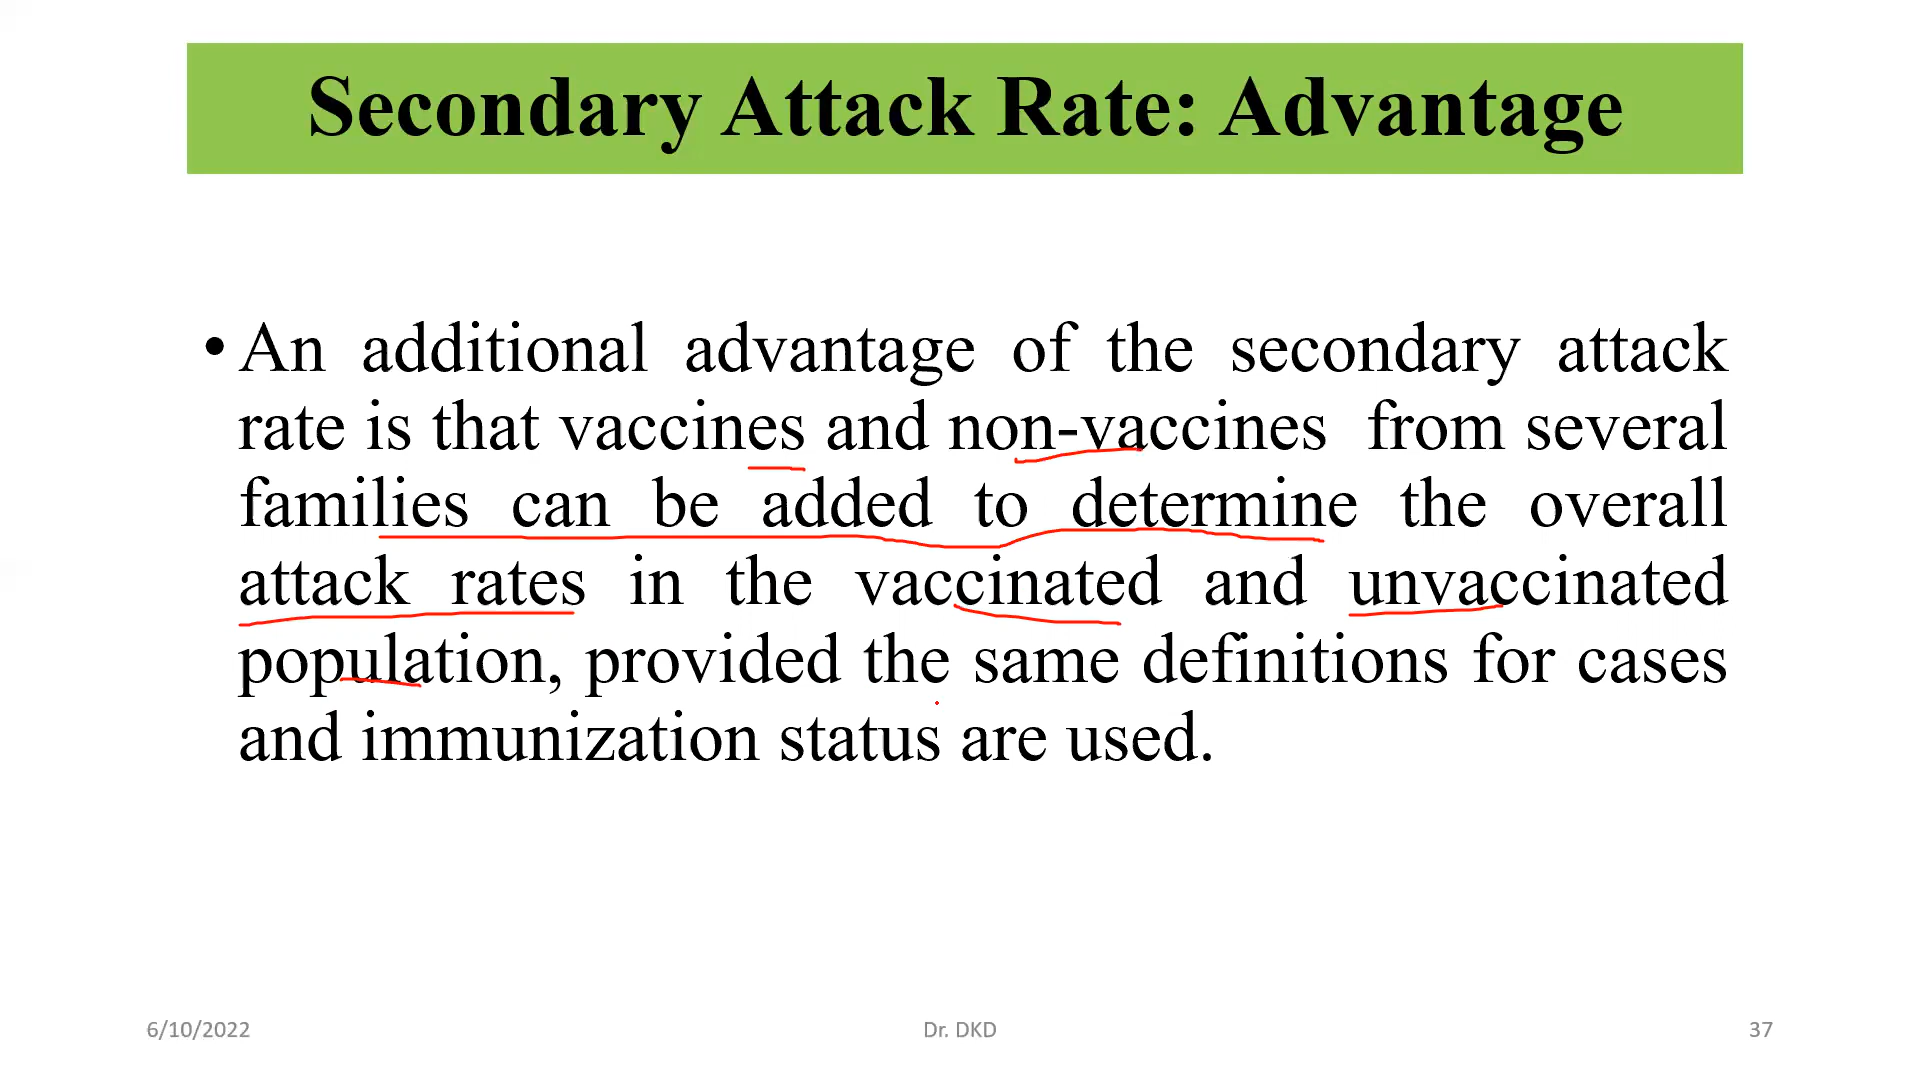 Secondary Attack Rate: Advantage
• An additional advantage of the secondary attack
rate is that vaccines and non-vaccines from several
families can be added to determine the overall
attack rates in the vaccinated and unvaccinated
population, provided the same definitions for cases
and immunization status are used.
6/10/2022 Dr. DKD 37